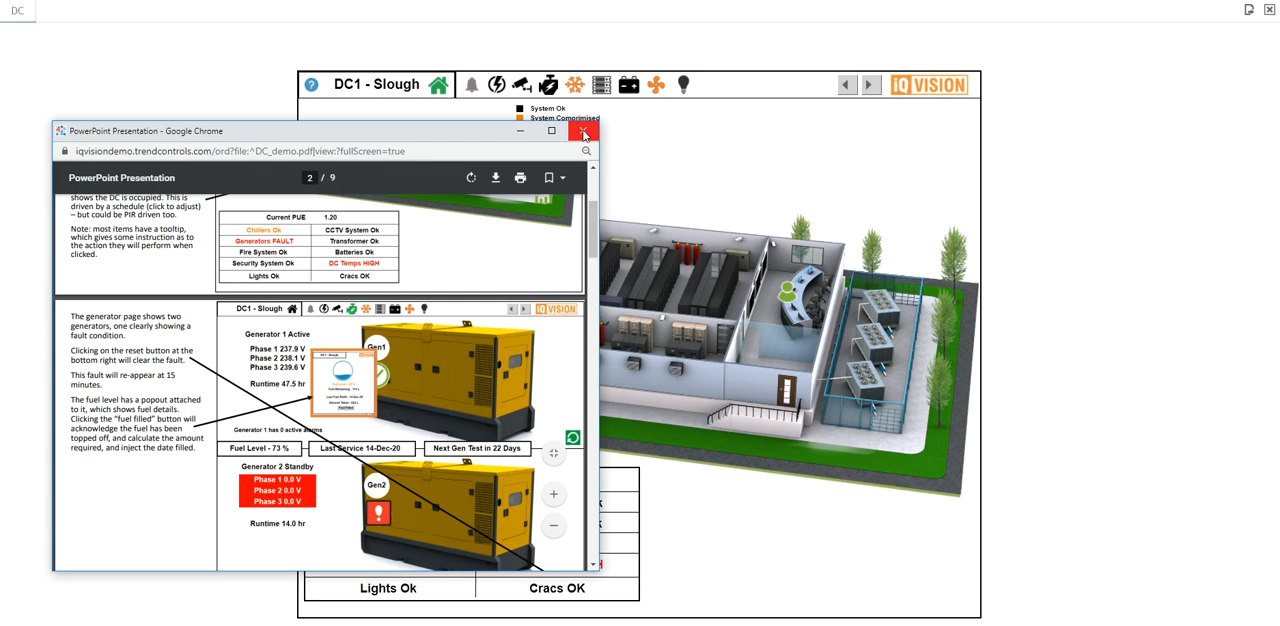 DC
? DC1 - Slough
iQ VISION
System Ok
System Comprimised
PowerPoint Presentation - Google Chrome
iqvisiondemo.trendcontrols.com/ord?file:^DC_demo.pdf|view:?fullScreen=true
PowerPoint Presentation
2 / 9
shows the DC is occupied. This is
driven by a schedule (click to adjust)
– but could be PIR driven too.
Note: most items have a tooltip,
which gives some instruction as to
the action they will perform when
clicked.
Current PUE 1.20
Chillers Ok CCTV System Ok
Generators FAULT Transformer Ok
Fire System Ok Batteries Ok
Security System Ok DC Temps HIGH
Lights Ok Cracs OK
The generator page shows two
generators, one clearly showing a
fault condition.
Clicking on the reset button at the
bottom right will clear the fault.
This fault will re-appear at 15
minutes.
The fuel level has a popout attached
to it, which shows fuel details.
Clicking the "fuel filled" button will
acknowledge the fuel has been
topped off, and calculate the amount
required, and inject the date filled.
DC1 - Slough
iQ VISION
Generator 1 Active
Phase 1 237.9 V
Phase 2 238.1 V
Phase 3 239.6 V
Runtime 47.5 hr
Gen1
Generator 1 has 0 active alarms
Fuel Level - 73 %
Last Service 14-Dec-20
Next Gen Test in 22 Days
Generator 2 Standby
Phase 1 0.0 V
Phase 2 0.0 V
Phase 3 0.0 V
Runtime 14.0 hr
Gen2
Lights Ok Cracs OK